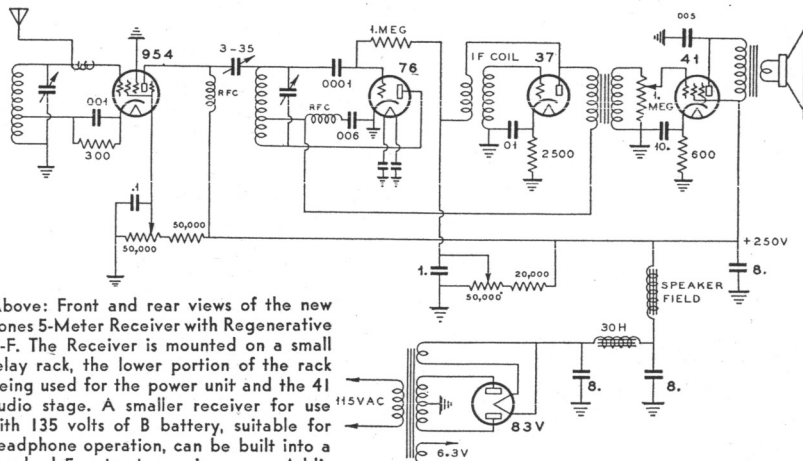 954
3-35
1. MEG
76
0001
RFC
RFC
006
001
300
.1
50,000
50,000
IF COIL
37
01
2500
41
005
1.
MEG
10.
600
+250V
8.
1.
50,000
20,000
SPEAKER
FIELD
30H
8.
8.
115VAC
83V
6.3V
Above: Front and rear views of the new
Jones 5-Meter Receiver with Regenerative
R-F. The Receiver is mounted on a small
relay rack, the lower portion of the rack
being used for the power unit and the 41
audio stage. A smaller receiver for use
with 135 volts of B battery, suitable for
headphone operation, can be built into a